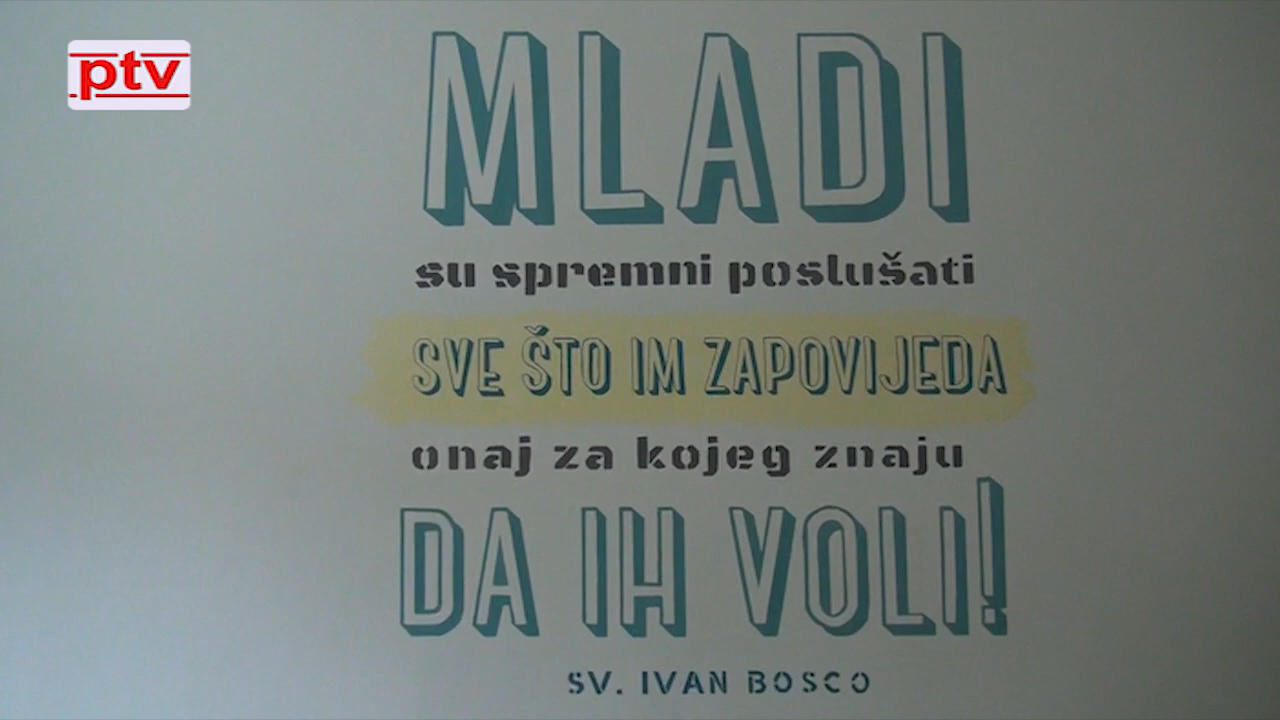 ptv
MLADI
su spremni poslušati
SVE ŠTO IM ZAPOVIJEDA
onaj za kojeg znaju
DA IH VOLI!
SV. IVAN BOSCO